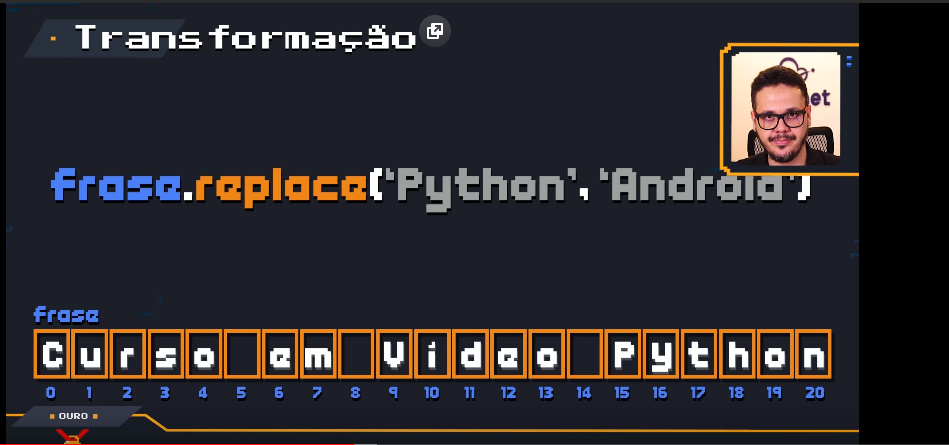 Transformação
et
frase.replace('Python', 'Android')
frase
C u r s o e m V i d e o P y t h o n
0 1 2 3 4 5 6 7 8 9 10 11 12 13 14 15 16 17 18 19 20
OURO